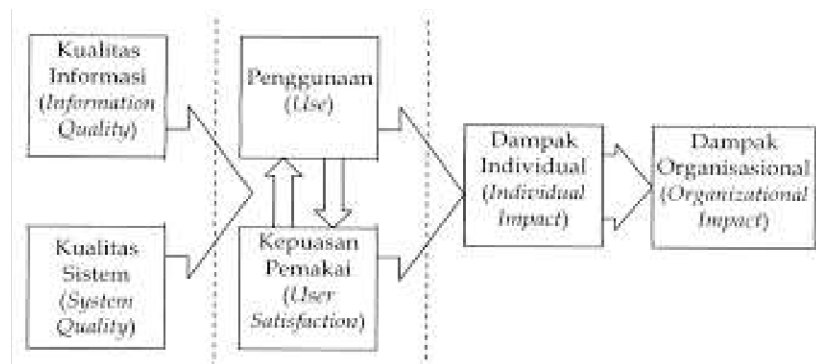 Kualitas
Informasi
(Information
Quality)
Kualitas
Sistem
(System
Quality)
Penggunaan
(Use)
Kepuasan
Pemakai
(User
Satisfaction)
Dampak
Individual
(Individual
Impact)
Dampak
Organisasional
(Organizational
Impact)